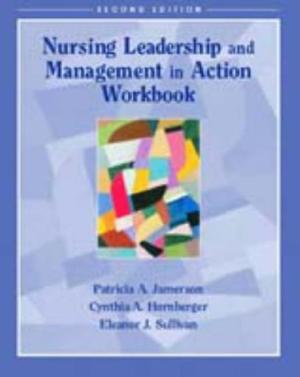 SECOND EDITION
Nursing Leadership and
Management in Action
Workbook
Patricia A. Jamerson
Cynthia A. Hornberger
Eleanor J. Sullivan